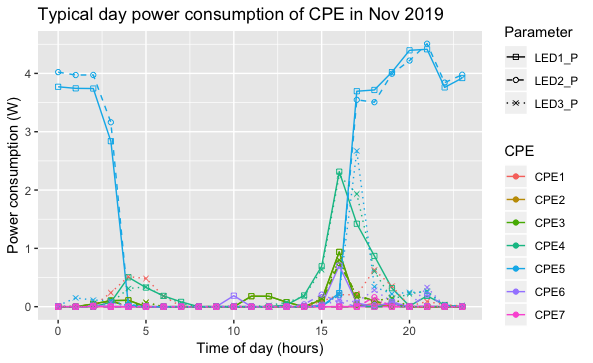 Typical day power consumption of CPE in Nov 2019
Power consumption (W)
4
3
2
1
0
0
5
10
15
20
Time of day (hours)
Parameter
LED1_P
LED2_P
LED3_P
CPE
CPE1
CPE2
CPE3
CPE4
CPE5
CPE6
CPE7